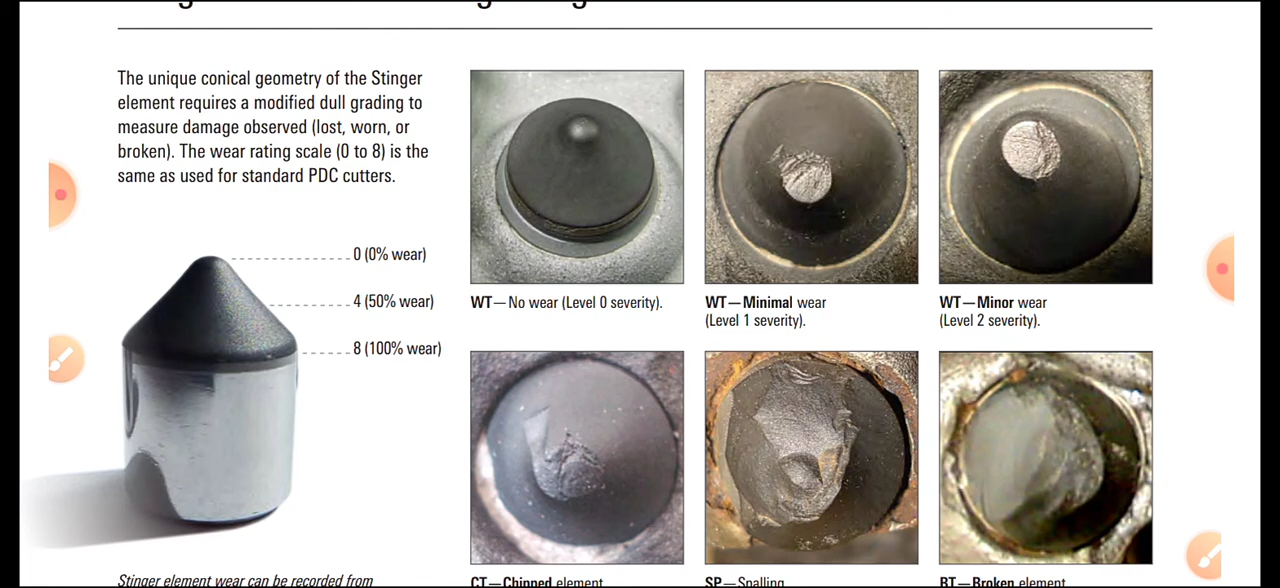 The unique conical geometry of the Stinger
element requires a modified dull grading to
measure damage observed (lost, worn, or
broken). The wear rating scale (0 to 8) is the
same as used for standard PDC cutters.
0 (0% wear)
4 (50% wear)
8 (100% wear)
Stinger element wear can be recorded from
WT—No wear (Level 0 severity).
WT—Minimal wear
(Level 1 severity).
WT—Minor wear
(Level 2 severity).
CT—Chipped element
SP—Spalling
BT—Broken element